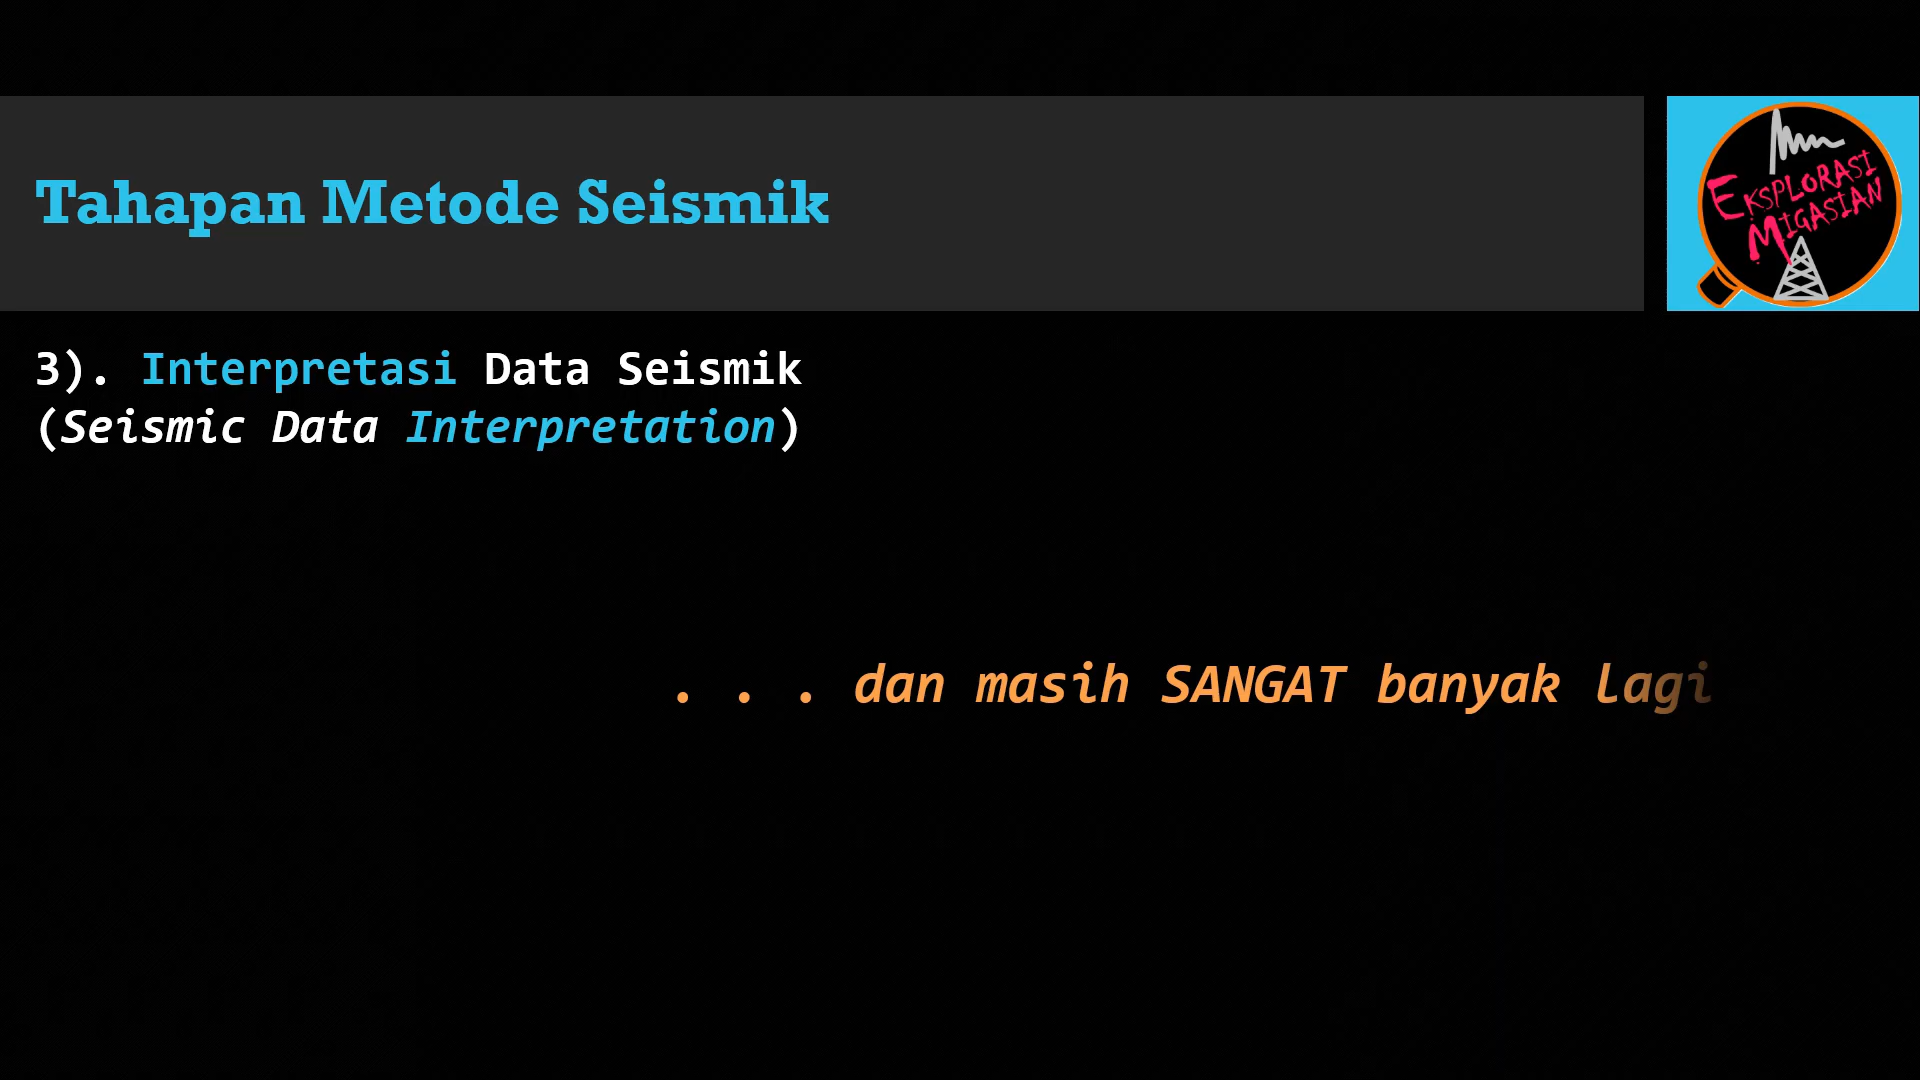 Tahapan Metode Seismik
EKSPLORASI
MIGASIAN
3). Interpretasi Data Seismik
(Seismic Data Interpretation)
. . . dan masih SANGAT banyak lagi